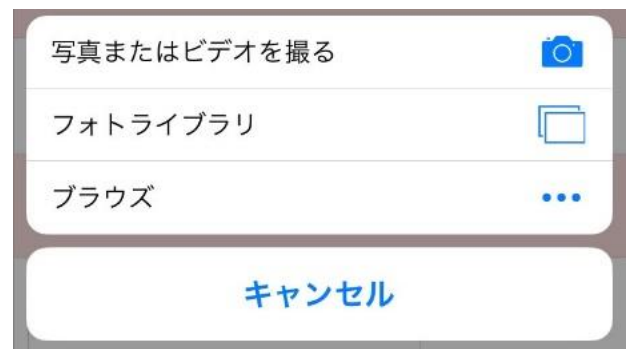 写真またはビデオを撮る
フォトライブラリ
ブラウズ
キャンセル